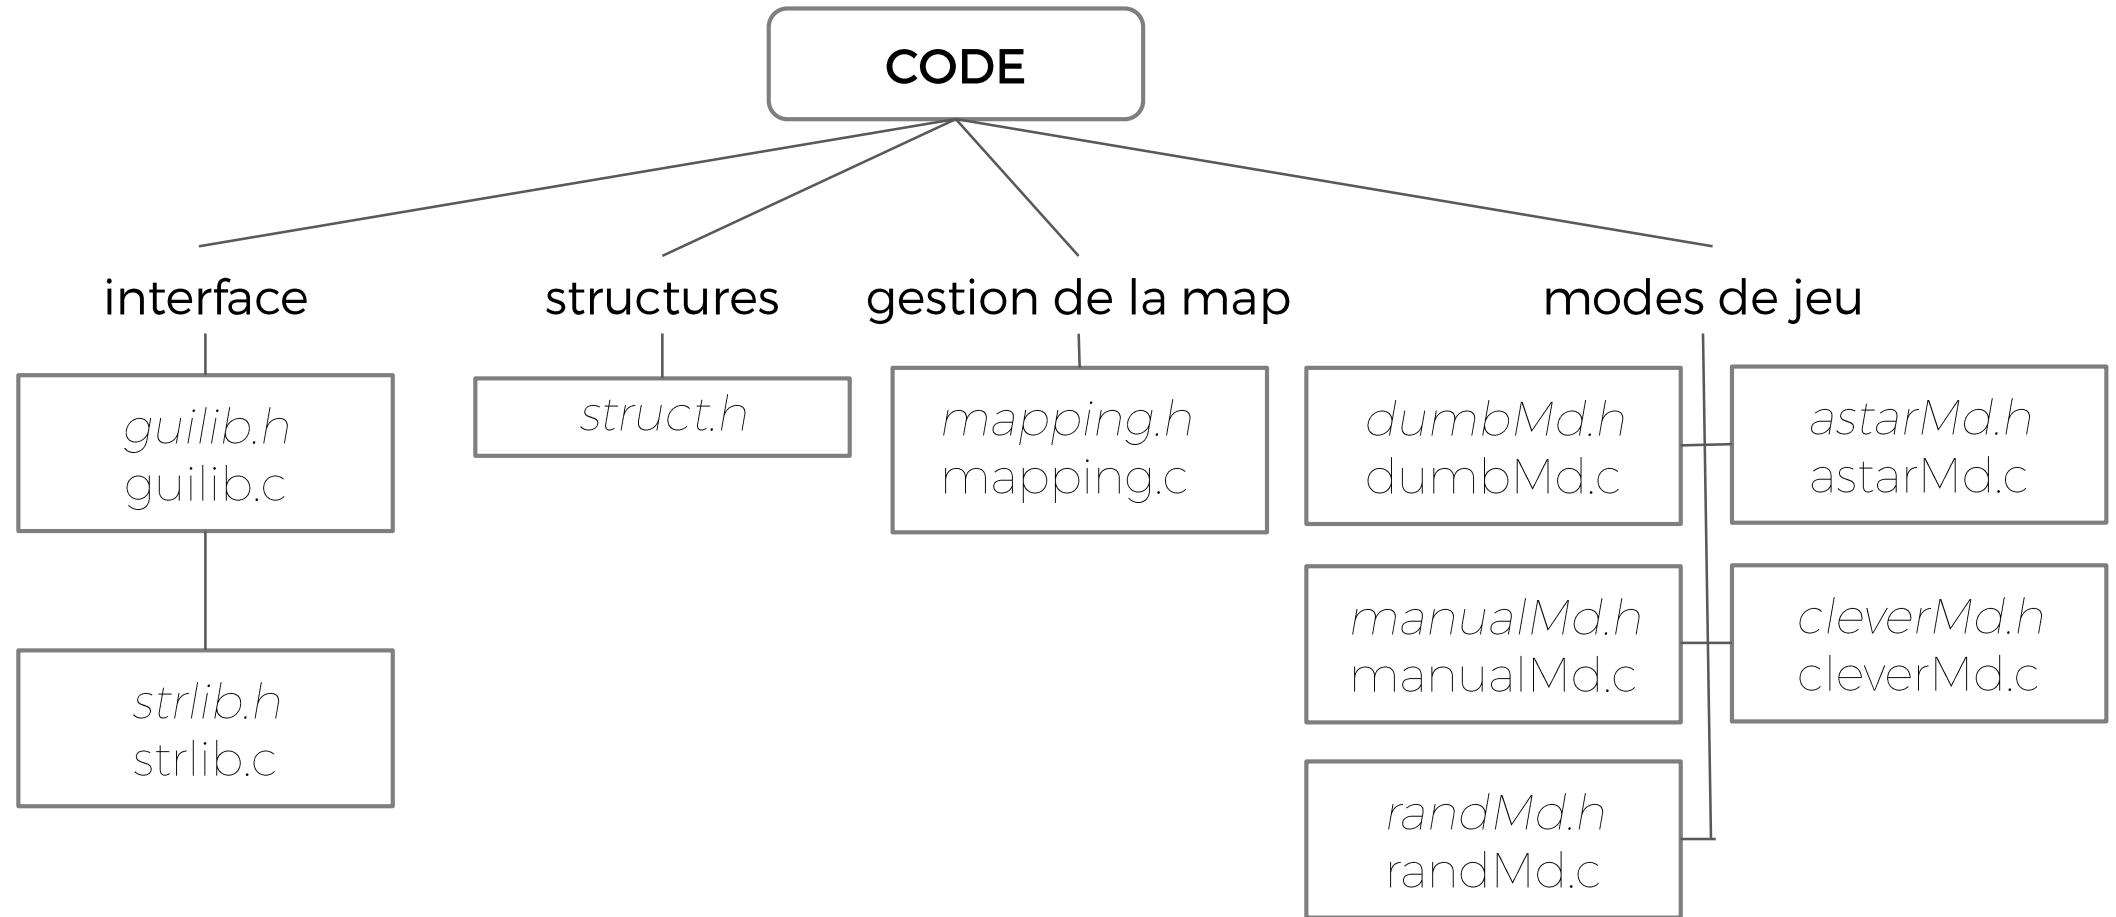 CODE
interface
structures
gestion de la map
modes de jeu
guilib.h
guilib.c
strlib.h
strlib.c
struct.h
mapping.h
mapping.c
dumbMd.h
dumbMd.c
astarMd.h
astarMd.c
manualMd.h
manualMd.c
cleverMd.h
cleverMd.c
randMd.h
randMd.c